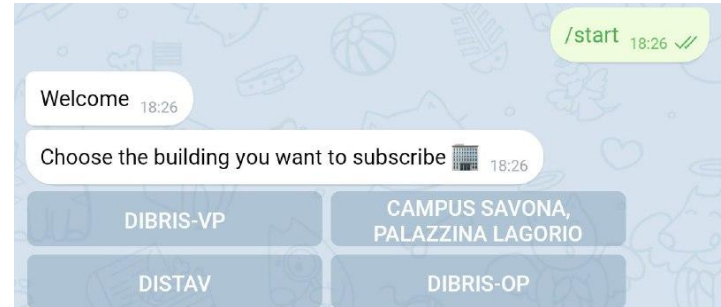 /start 18:26
Welcome 18:26
Choose the building you want to subscribe 🏢 18:26
DIBRIS-VP
CAMPUS SAVONA,
PALAZZINA LAGORIO
DISTAV
DIBRIS-OP